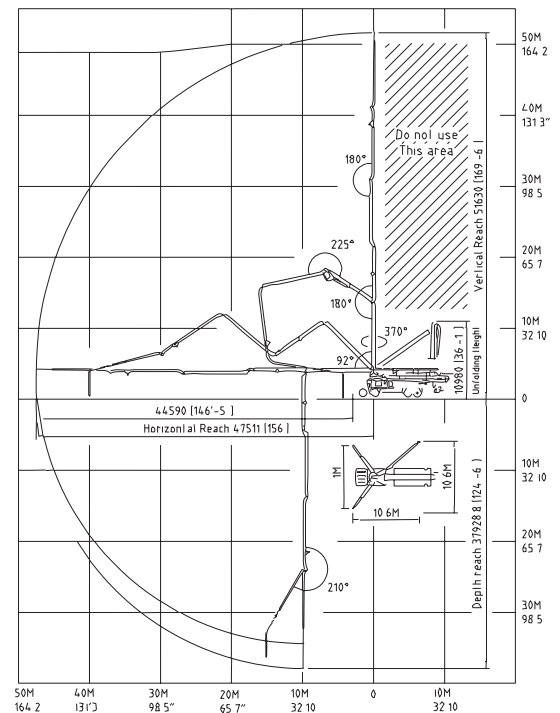 50M
164 2
40M
131 3"
Do not use
This area
180°
30M
98 5
Vertical Reach 51630 [169 -6 ]
225°
20M
65 7
180°
370°
10M
32 10
92°
10980 [36 -1 ]
Unfolding Height
0
44590 [146'-5 ]
Horizontal Reach 47511 [156 ]
1M
10 6M
10 6M
10M
32 10
Depth reach 37928 8 [124 -6 ]
20M
65 7
210°
30M
98 5
50M
164 2
40M
131'3
30M
98 5"
20M
65 7"
10M
32 10
0
10M
32 10